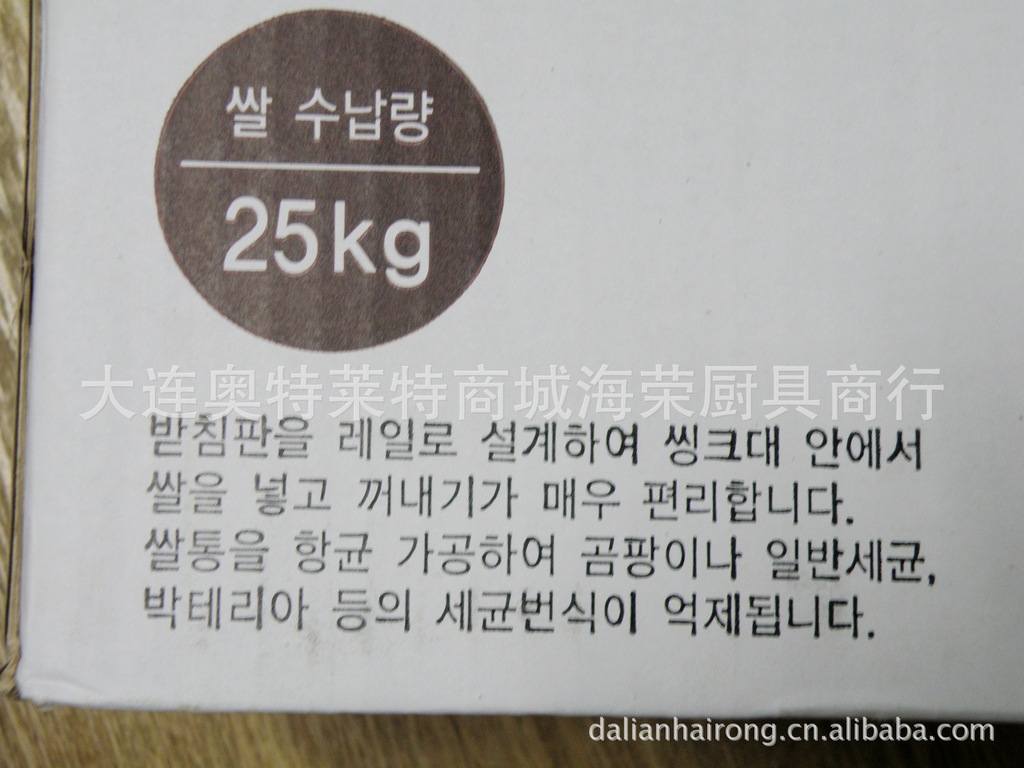 쌀 수납량
25kg
大连奥特莱特商城海荣厨具商行
받침판을 레일로 설계하여 씽크대 안에서
쌀을 넣고 꺼내기가 매우 편리합니다.
쌀통을 항균 가공하여 곰팡이나 일반세균,
박테리아 등의 세균번식이 억제됩니다.
dalianhairong.cn.alibaba.com